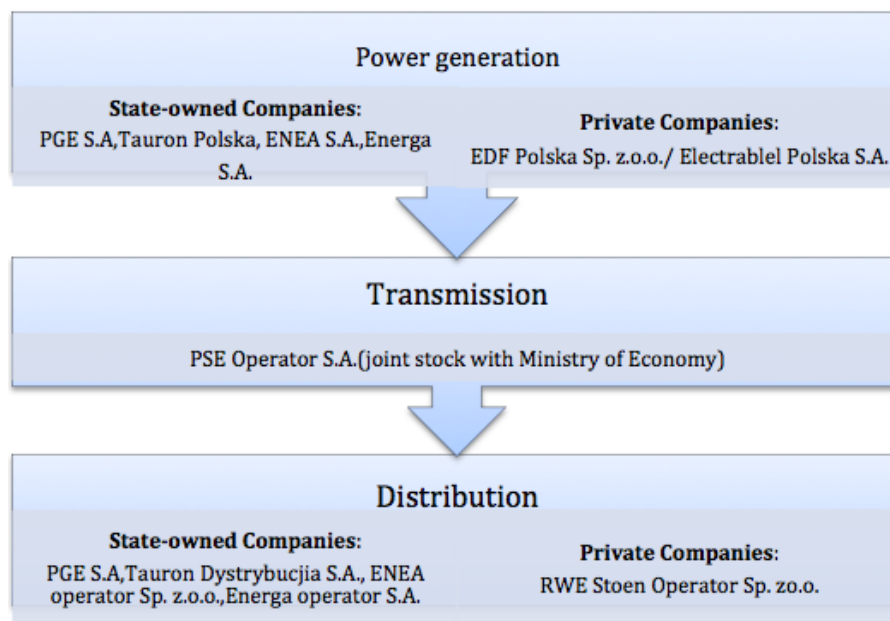 Power generation
State-owned Companies:
PGE S.A,Tauron Polska, ENEA S.A.,Energa
S.A.
Private Companies:
EDF Polska Sp. z.o.o./ Electrablel Polska S.A.
Transmission
PSE Operator S.A.(joint stock with Ministry of Economy)
Distribution
State-owned Companies:
PGE S.A,Tauron Dystrybucjia S.A., ENEA
operator Sp. z.o.o.,Energa operator S.A.
Private Companies:
RWE Stoen Operator Sp. zo.o.